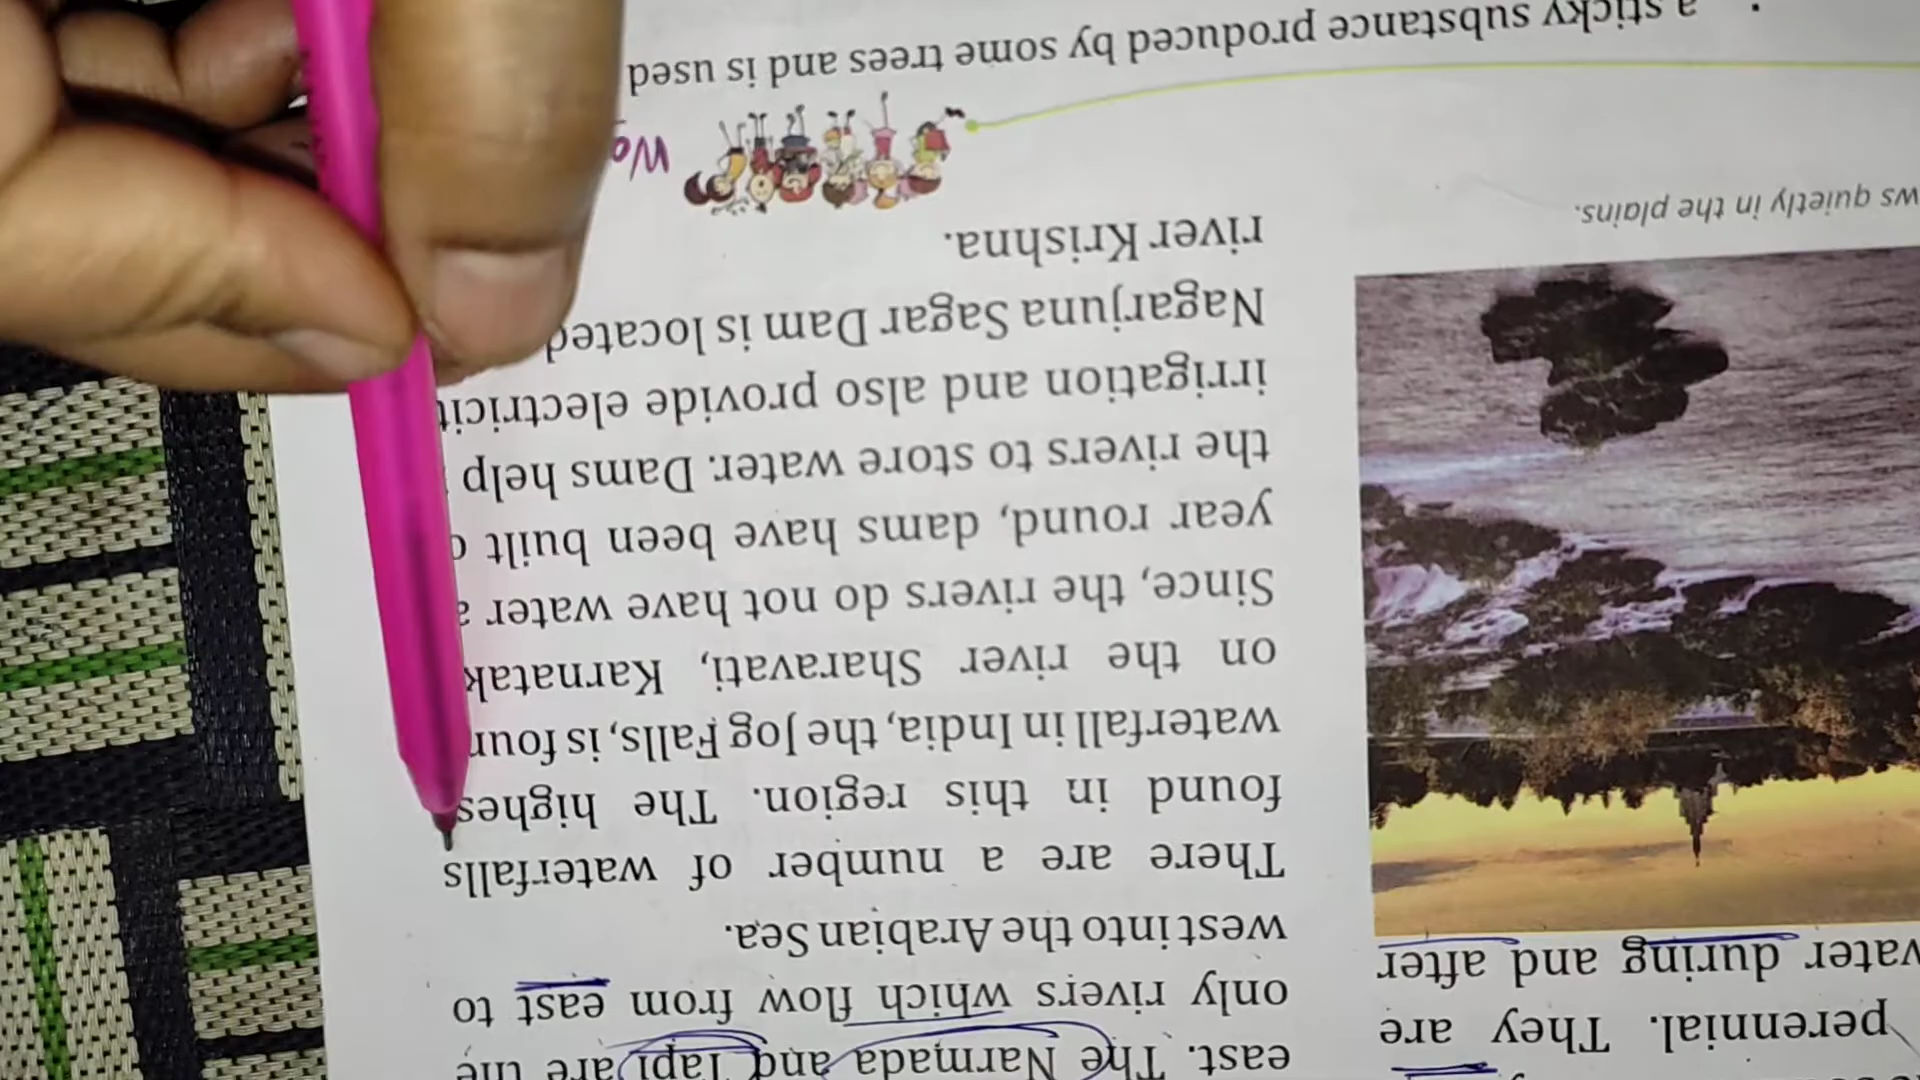 perennial. They are
during and after
ws quietly in the plains.
east. The Narmada and Tapi are the
only rivers which flow from east to
west into the Arabian Sea.
There are a number of waterfalls
found in this region. The highes
waterfall in India, the Jog Falls, is four
on the river Sharavati, Karnatak
Since, the rivers do not have water a
year round, dams have been built o
the rivers to store water. Dams help
irrigation and also provide electricit
Nagarjuna Sagar Dam is located
river Krishna.
Wo
a sticky substance produced by some trees and is used